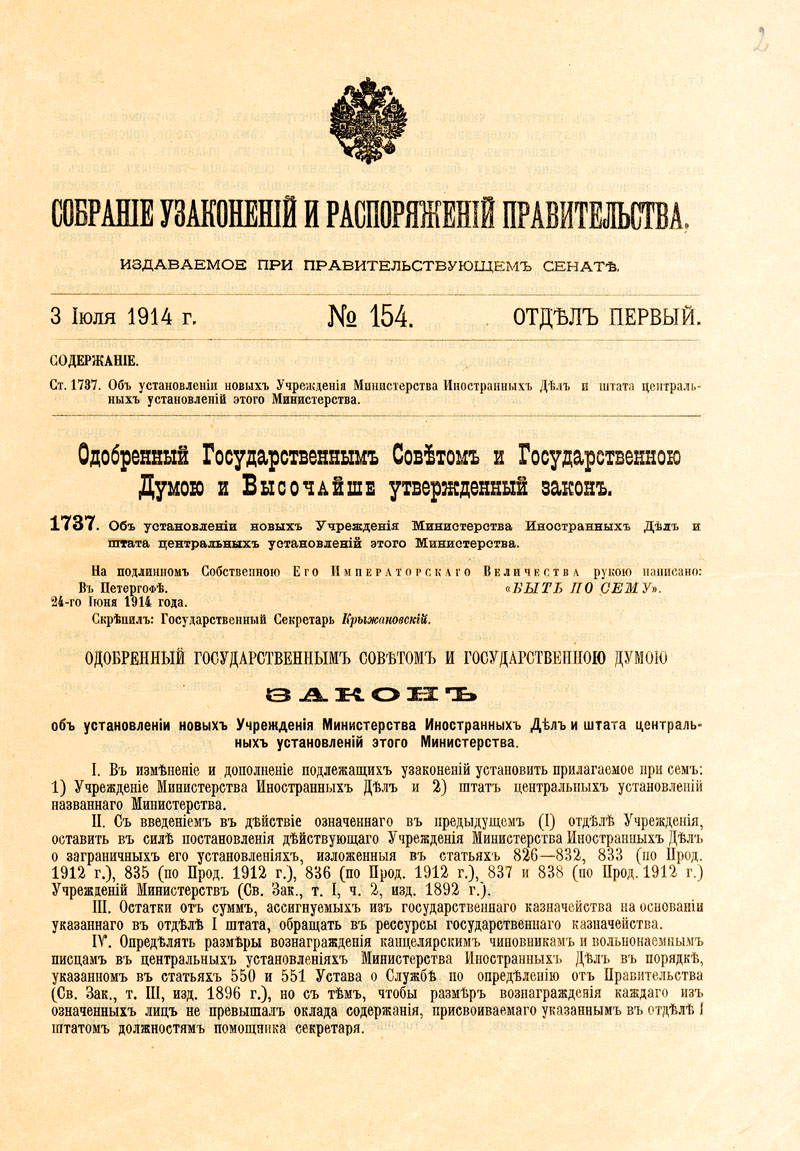 2
СОБРАНІЕ УЗАКОНЕНІЙ И РАСПОРЯЖЕНІЙ ПРАВИТЕЛЬСТВА.
ИЗДАВАЕМОЕ ПРИ ПРАВИТЕЛЬСТВУЮЩЕМЪ СЕНАТѢ.
3 Іюля 1914 г. № 154. ОТДѢЛЪ ПЕРВЫЙ.
СОДЕРЖАНІЕ.
Ст. 1737. Объ установленіи новыхъ Учрежденія Министерства Иностранныхъ Дѣлъ и штата централь-
ныхъ установленій этого Министерства.
Одобренный Государственнымъ Совѣтомъ и Государственною
Думою и Высочайше утвержденный законъ.
1737. Объ установленіи новыхъ Учрежденія Министерства Иностранныхъ Дѣлъ и
штата центральныхъ установленій этого Министерства.
На подлинномъ Собственною Его Императорскаго Величества рукою написано:
Въ Петергофѣ. «БЫТЬ ПО СЕМУ».
24-го Іюня 1914 года.
Скрѣпилъ: Государственный Секретарь Крыжановскій.
ОДОБРЕННЫЙ ГОСУДАРСТВЕННЫМЪ СОВѢТОМЪ И ГОСУДАРСТВЕННОЮ ДУМОЮ
ЗАКОНЪ
объ установленіи новыхъ Учрежденія Министерства Иностранныхъ Дѣлъ и штата централь-
ныхъ установленій этого Министерства.
I. Въ измѣненіе и дополненіе подлежащихъ узаконеній установить прилагаемое при семъ:
1) Учрежденіе Министерства Иностранныхъ Дѣлъ и 2) штатъ центральныхъ установленій
названнаго Министерства.
II. Съ введеніемъ въ дѣйствіе означеннаго въ предыдущемъ (I) отдѣлѣ Учрежденія,
оставить въ силѣ постановленія дѣйствующаго Учрежденія Министерства Иностранныхъ Дѣлъ
о заграничныхъ его установленіяхъ, изложенныя въ статьяхъ 826—832, 833 (по Прод.
1912 г.), 835 (по Прод. 1912 г.), 836 (по Прод. 1912 г.), 837 и 838 (по Прод. 1912 г.)
Учрежденій Министерствъ (Св. Зак., т. I, ч. 2, изд. 1892 г.).
III. Остатки отъ суммъ, ассигнуемыхъ изъ государственнаго казначейства на основаніи
указаннаго въ отдѣлѣ I штата, обращать въ рессурсы государственнаго казначейства.
IV. Опредѣлять размѣры вознагражденія канцелярскимъ чиновникамъ и вольнонаемнымъ
писцамъ въ центральныхъ установленіяхъ Министерства Иностранныхъ Дѣлъ въ порядкѣ,
указанномъ въ статьяхъ 550 и 551 Устава о Службѣ по опредѣленію отъ Правительства
(Св. Зак., т. III, изд. 1896 г.), но съ тѣмъ, чтобы размѣръ вознагражденія каждаго изъ
означенныхъ лицъ не превышалъ оклада содержанія, присвоиваемаго указаннымъ въ отдѣлѣ I
штатомъ должностямъ помощника секретаря.